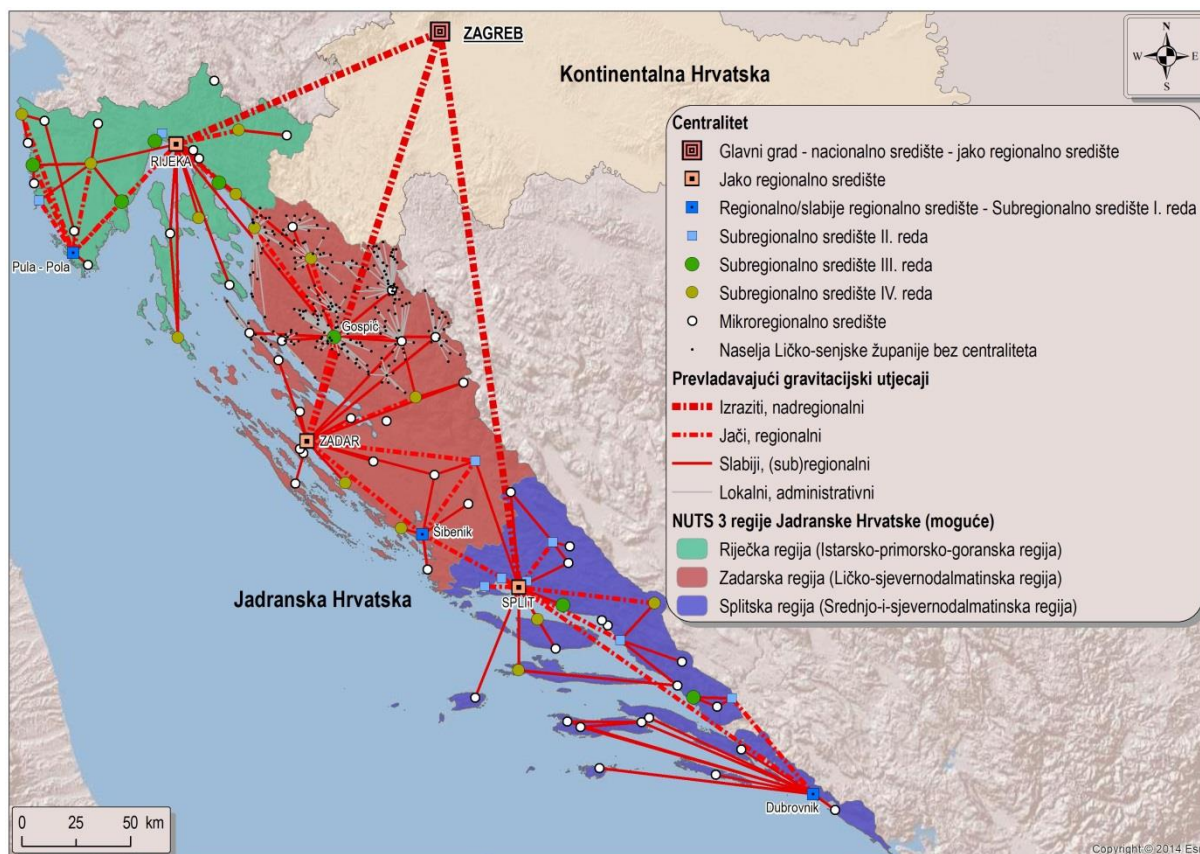 ZAGREB
Kontinentalna Hrvatska
N
W E
S
RIJEKA
Pula - Pola
Gospić
ZADAR
Šibenik
SPLIT
Jadranska Hrvatska
Dubrovnik
Centralitet
Glavni grad - nacionalno središte - jako regionalno središte
Jako regionalno središte
Regionalno/slabije regionalno središte - Subregionalno središte I. reda
Subregionalno središte II. reda
Subregionalno središte III. reda
Subregionalno središte IV. reda
Mikroregionalno središte
Naselja Ličko-senjske županije bez centraliteta
Prevladavajući gravitacijski utjecaji
Izraziti, nadregionalni
Jači, regionalni
Slabiji, (sub)regionalni
Lokalni, administrativni
NUTS 3 regije Jadranske Hrvatske (moguće)
Riječka regija (Istarsko-primorsko-goranska regija)
Zadarska regija (Ličko-sjevernodalmatinska regija)
Splitska regija (Srednjo-i-sjevernodalmatinska regija)
0 25 50 km
Copyright:© 2014 Esri